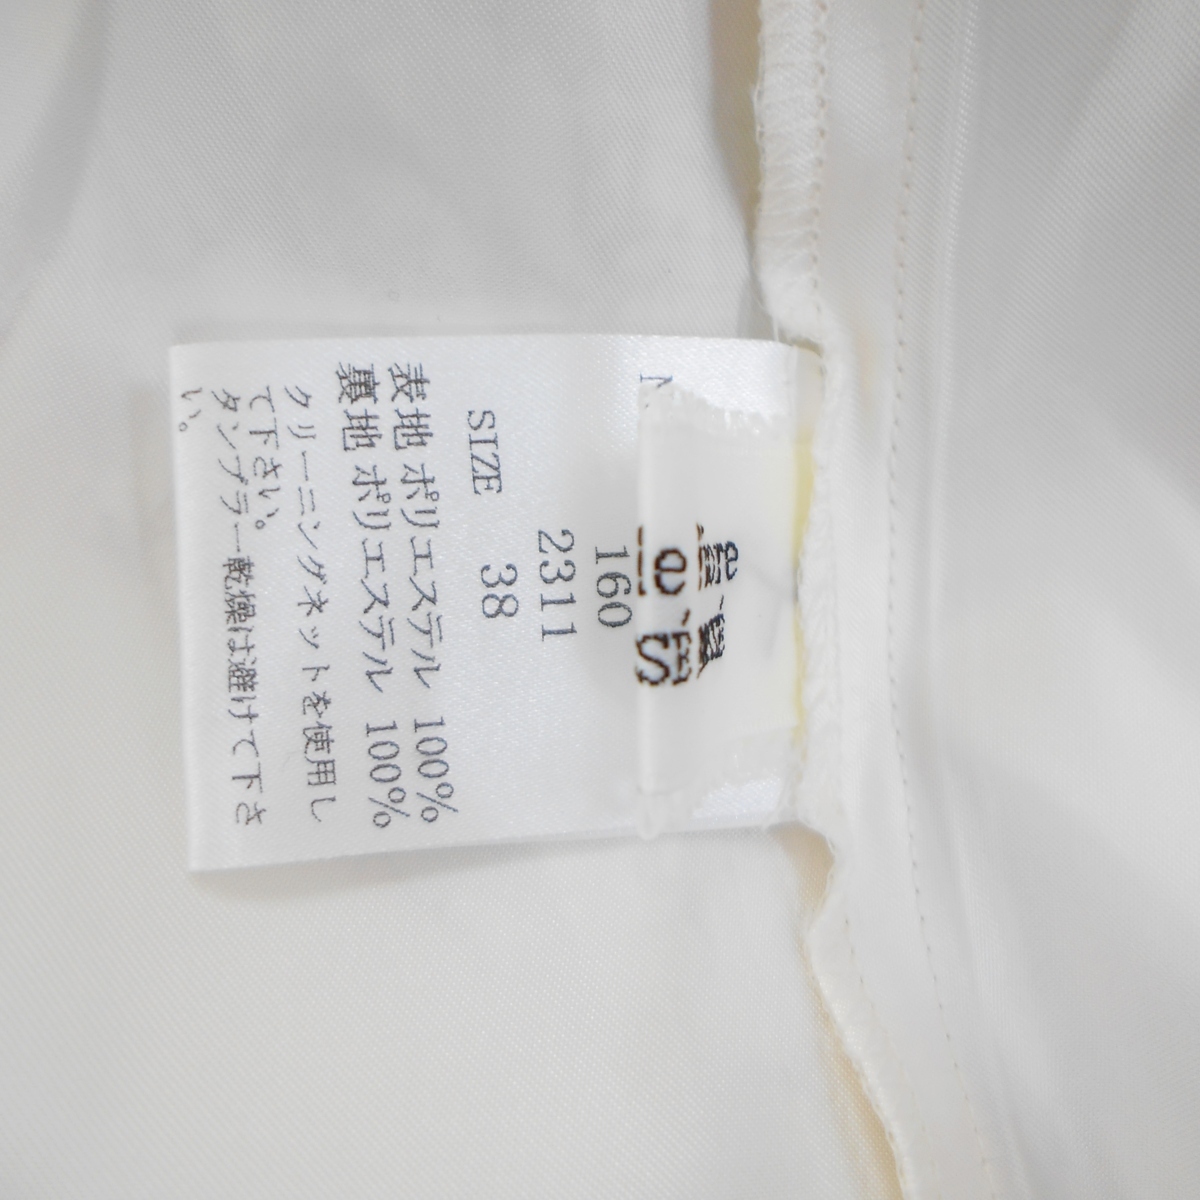 160
2311
SIZE 38
表地 ポリエステル 100%
裏地 ポリエステル 100%
クリーニングネットを使用し
て下さい。
タンブラー乾燥は避けて下さ
い。